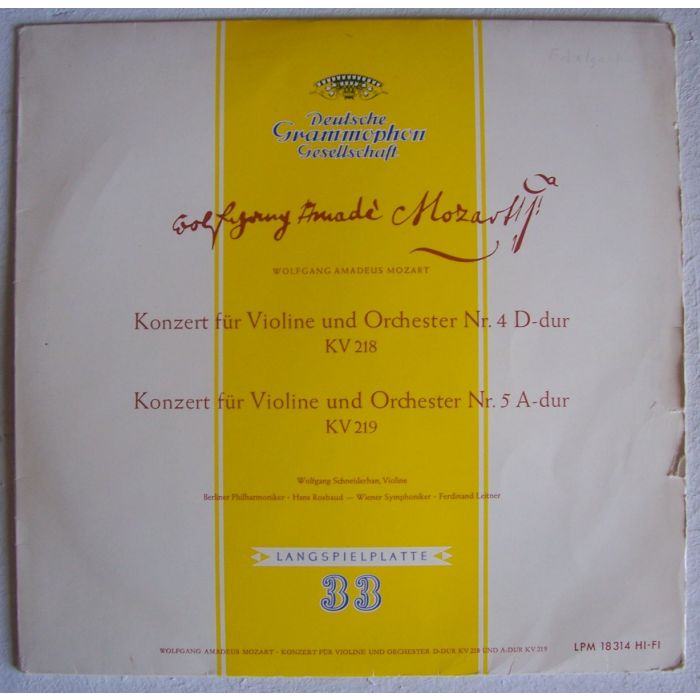 Deutsche
Grammophon
Gesellschaft
Wolfgang Amadè Mozart
WOLFGANG AMADEUS MOZART
Konzert für Violine und Orchester Nr. 4 D-dur
KV 218
Konzert für Violine und Orchester Nr. 5 A-dur
KV 219
Wolfgang Schneiderhan, Violine
Berliner Philharmoniker - Hans Rosbaud — Wiener Symphoniker - Ferdinand Leitner
LANGSPIELPLATTE
33
WOLFGANG AMADEUS MOZART - KONZERT FÜR VIOLINE UND ORCHESTER D-DUR KV 218 UND A-DUR KV 219
LPM 18314 HI-FI